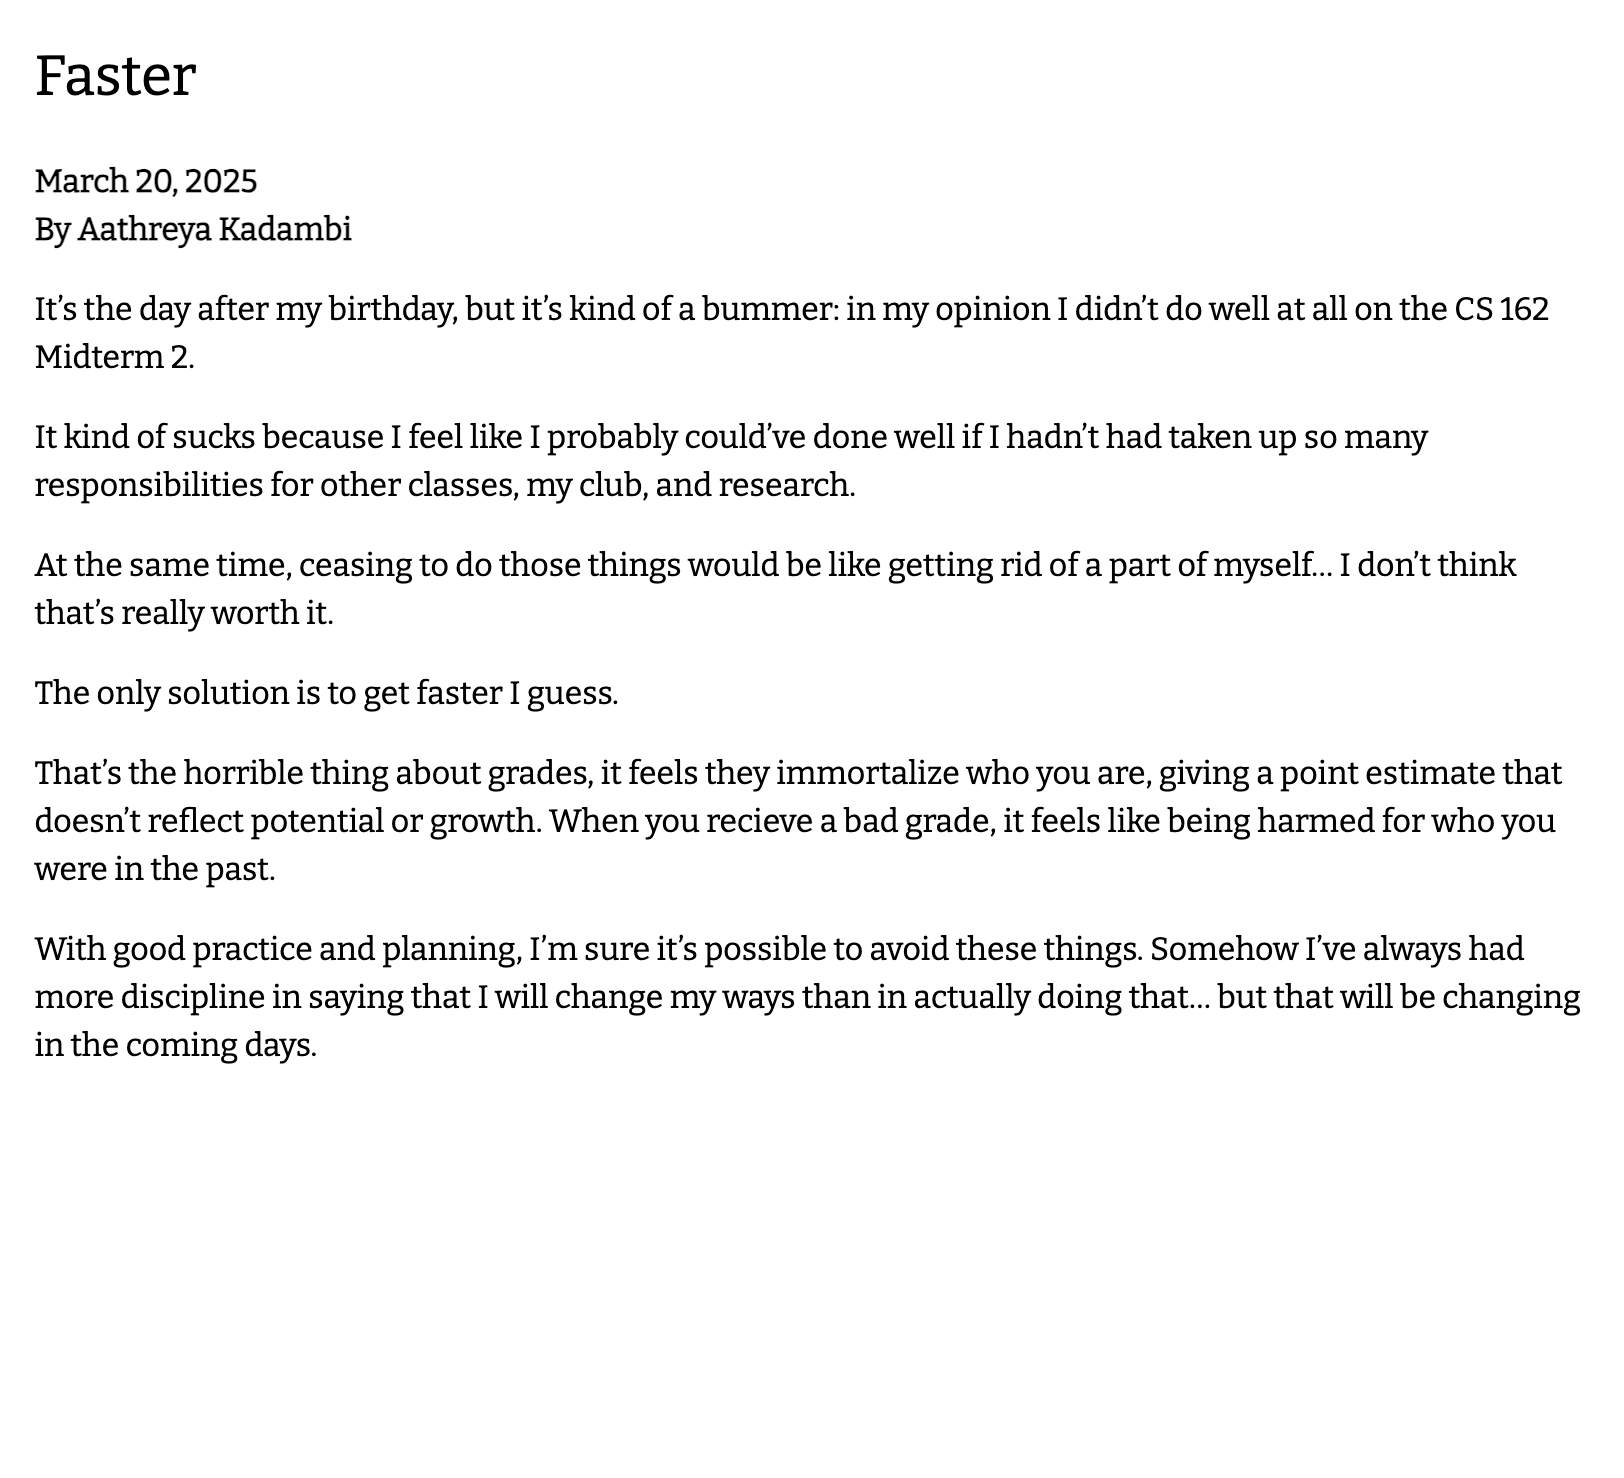 Faster
March 20, 2025
By Aathreya Kadambi
It’s the day after my birthday, but it’s kind of a bummer: in my opinion I didn’t do well at all on the CS 162
Midterm 2.
It kind of sucks because I feel like I probably could’ve done well if I hadn’t had taken up so many
responsibilities for other classes, my club, and research.
At the same time, ceasing to do those things would be like getting rid of a part of myself… I don’t think
that’s really worth it.
The only solution is to get faster I guess.
That’s the horrible thing about grades, it feels they immortalize who you are, giving a point estimate that
doesn’t reflect potential or growth. When you recieve a bad grade, it feels like being harmed for who you
were in the past.
With good practice and planning, I’m sure it’s possible to avoid these things. Somehow I’ve always had
more discipline in saying that I will change my ways than in actually doing that… but that will be changing
in the coming days.